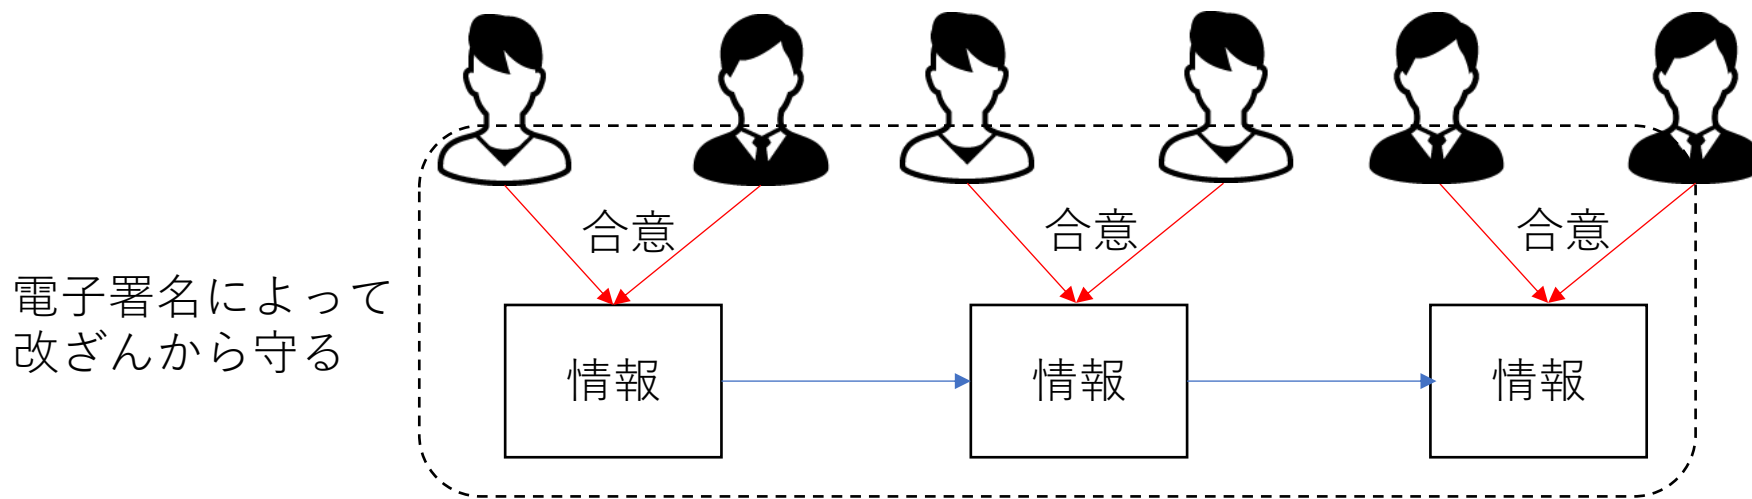 合意
合意
合意
電子署名によって
改ざんから守る
情報
情報
情報